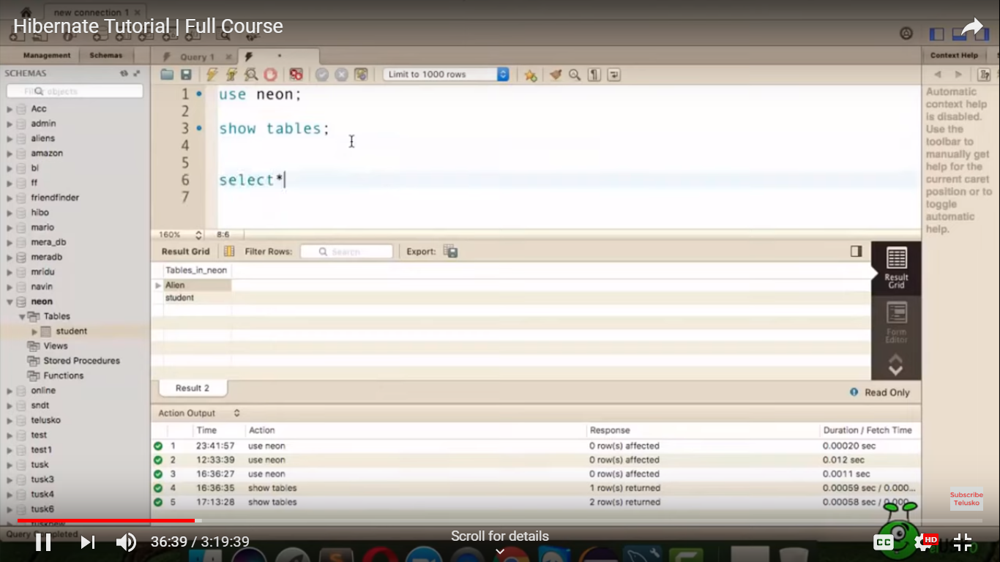 new connection 1
Hibernate Tutorial | Full Course
Management
Schemas
Query 1
Context Help
SCHEMAS
Limit to 1000 rows
Filter objects
Acc
admin
aliens
amazon
bl
ff
friendfinder
hibo
mario
mera_db
meradb
mridu
navin
neon
Tables
student
Views
Stored Procedures
Functions
online
sndt
telusko
test
test1
tusk
tusk3
tusk4
tusk6
tusknew
1 use neon;
2
3 show tables;
4
5
6 select*
7
160% 8:6
Automatic
context help
is disabled.
Use the
toolbar to
manually get
help for the
current caret
position or to
toggle
automatic
help.
Result Grid Filter Rows: Search Export:
Tables_in_neon
Alien
student
Result
Grid
Form
Editor
Result 2
Read Only
Action Output
Time Action Response Duration / Fetch Time
1 23:41:57 use neon 0 row(s) affected 0.00020 sec
2 12:33:39 use neon 0 row(s) affected 0.012 sec
3 16:36:27 use neon 0 row(s) affected 0.0011 sec
4 16:36:35 show tables 1 row(s) returned 0.00059 sec / 0.000...
5 17:13:28 show tables 2 row(s) returned 0.00058 sec / 0.000...
Subscribe
Telusko
Query Completed
36:39 / 3:19:39
Scroll for details
CC
HD